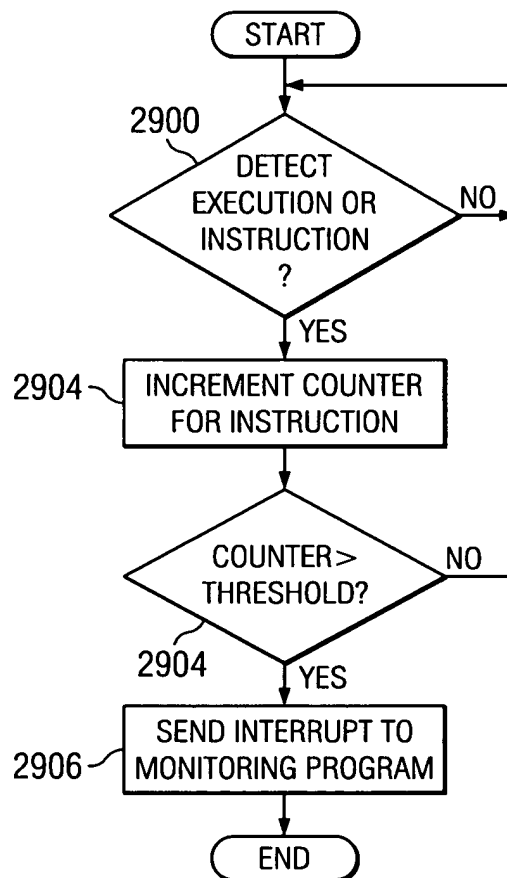 START
2900
DETECT
EXECUTION OR
INSTRUCTION
?
NO
YES
2904
INCREMENT COUNTER
FOR INSTRUCTION
COUNTER>
THRESHOLD?
NO
2904
YES
2906
SEND INTERRUPT TO
MONITORING PROGRAM
END